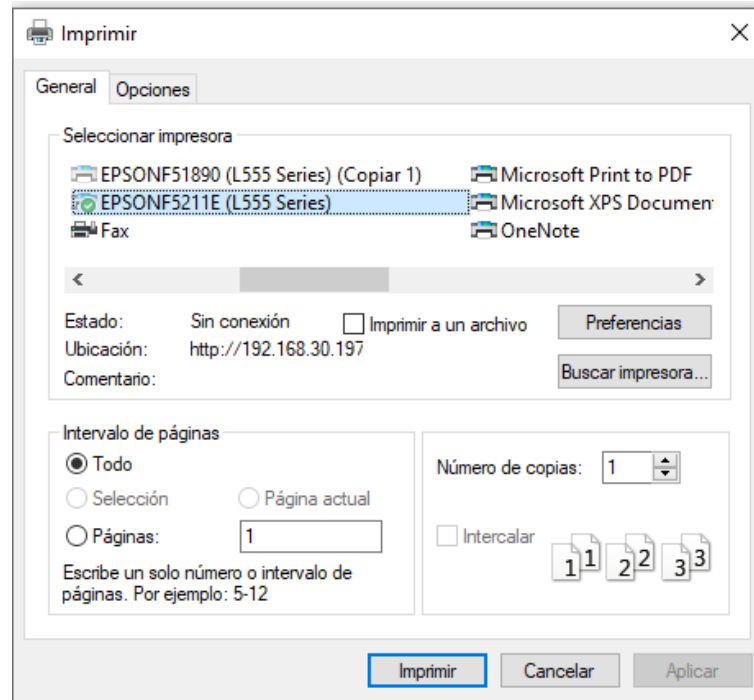 Imprimir
General
Opciones
Seleccionar impresora
EPSONF51890 (L555 Series) (Copiar 1)
Microsoft Print to PDF
EPSONF5211E (L555 Series)
Microsoft XPS Documen
Fax
OneNote
Estado:
Sin conexión
Imprimir a un archivo
Preferencias
Ubicación:
http://192.168.30.197
Comentario:
Buscar impresora...
Intervalo de páginas
Todo
Selección
Página actual
Páginas:
1
Escribe un solo número o intervalo de
páginas. Por ejemplo: 5-12
Número de copias:
1
Intercalar
1 1 2 2 3 3
Imprimir
Cancelar
Aplicar